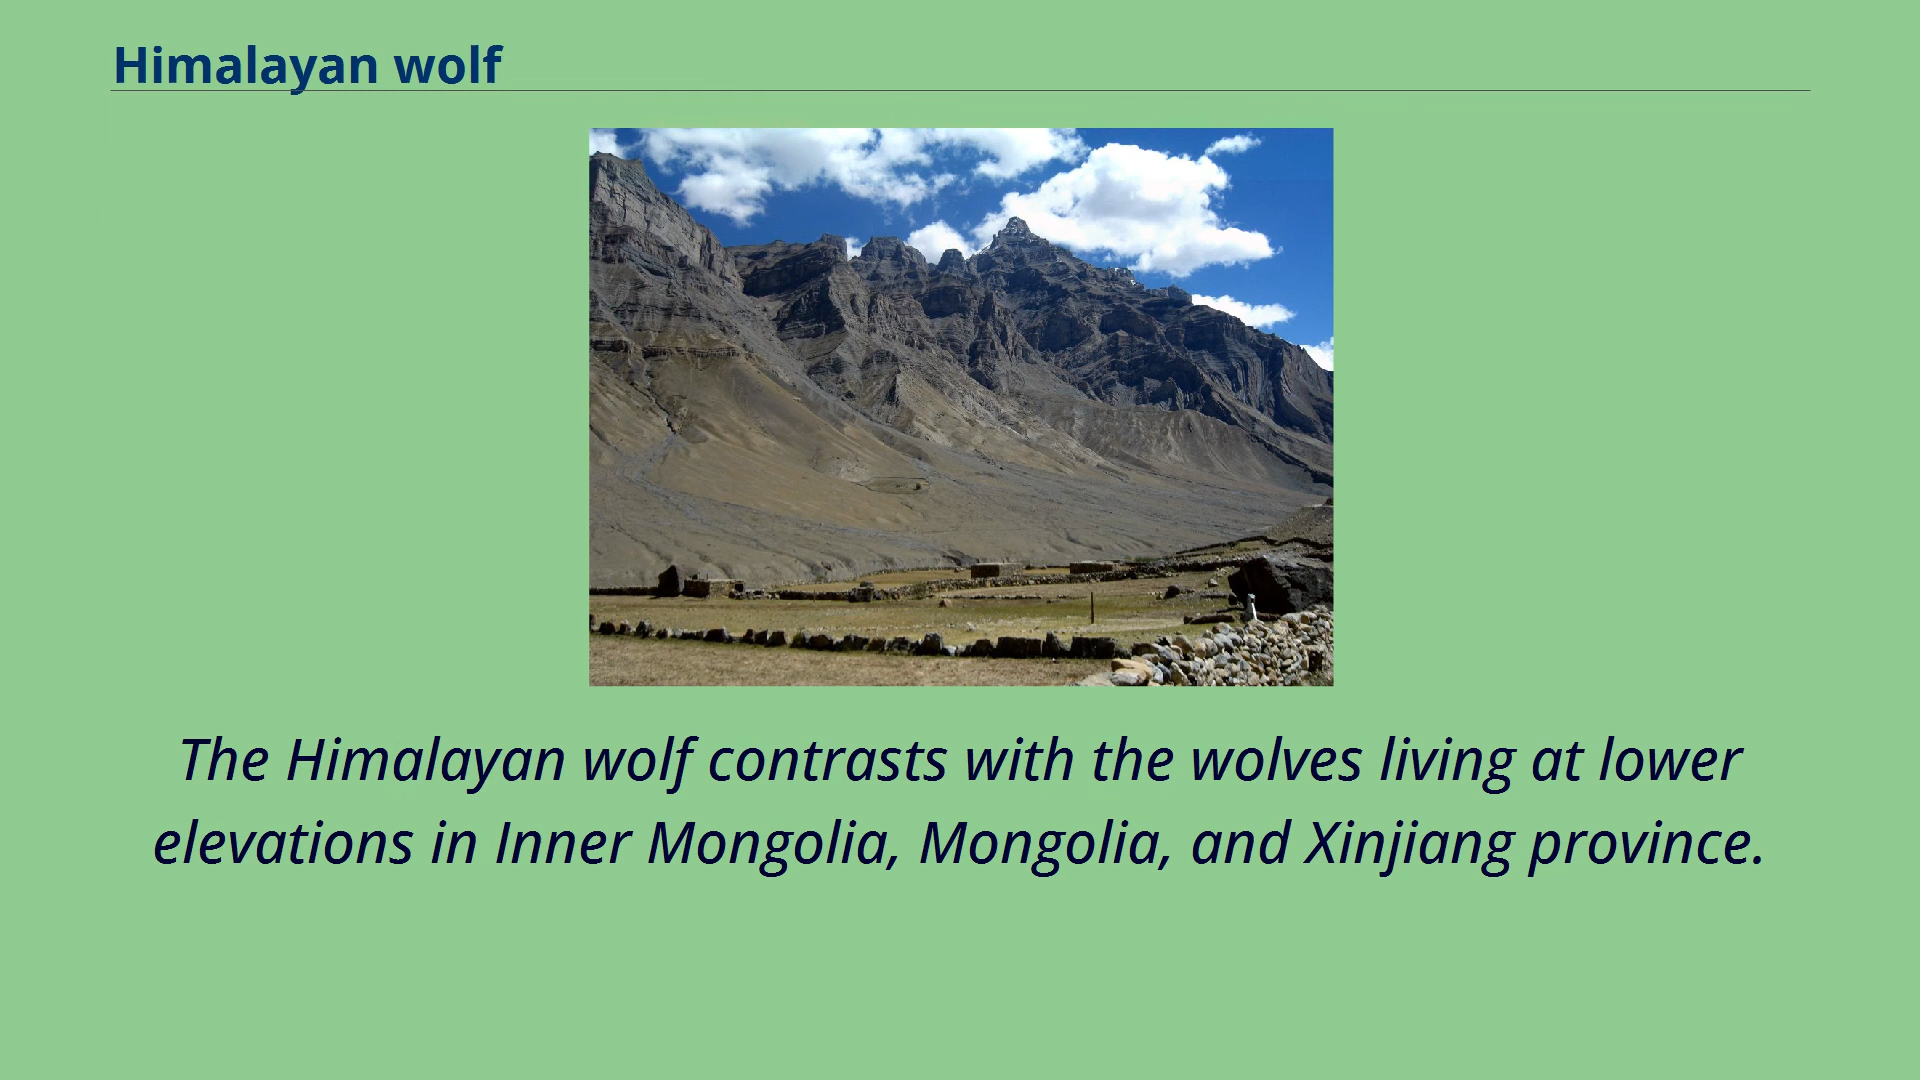 Himalayan wolf
The Himalayan wolf contrasts with the wolves living at lower
elevations in Inner Mongolia, Mongolia, and Xinjiang province.